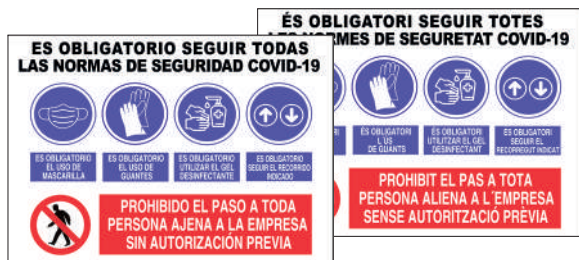 ES OBLIGATORIO SEGUIR TODAS
LAS NORMAS DE SEGURIDAD COVID-19
ES OBLIGATORIO
EL USO DE
MASCARILLA
ES OBLIGATORIO
EL USO DE
GUANTES
ES OBLIGATORIO
UTILIZAR EL GEL
DESINFECTANTE
ES OBLIGATORIO
SEGUIR EL RECORRIDO
INDICADO
PROHIBIDO EL PASO A TODA
PERSONA AJENA A LA EMPRESA
SIN AUTORIZACIÓN PREVIA
ÉS OBLIGATORI SEGUIR TOTES
NORMES DE SEGURETAT COVID-19
ÉS OBLIGATORI
L'ÚS
DE GUANTS
ÉS OBLIGATORI
UTILITZAR EL GEL
DESINFECTANT
ÉS OBLIGATORI
SEGUIR EL
RECORREGUT INDICAT
PROHIBIT EL PAS A TOTA
PERSONA ALIENA A L´EMPRESA
SENSE AUTORITZACIÓ PRÈVIA